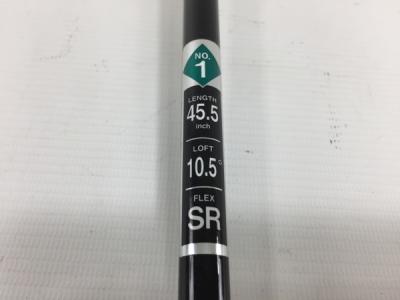 NO.
1
LENGTH
45.5
inch
LOFT
10.5°
FLEX
SR